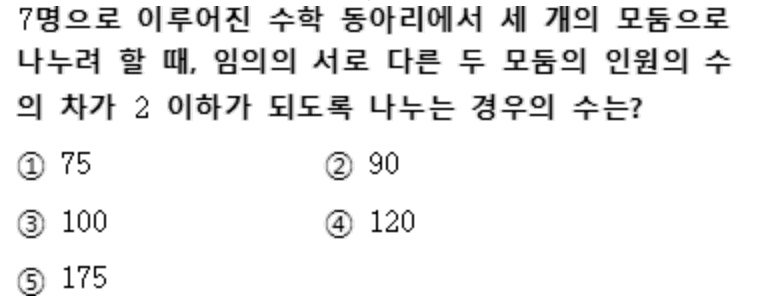 7명으로 이루어진 수학 동아리에서 세 개의 모둠으로
나누려 할 때, 임의의 서로 다른 두 모둠의 인원의 수
의 차가 2 이하가 되도록 나누는 경우의 수는?
① 75 ② 90
③ 100 ④ 120
⑤ 175